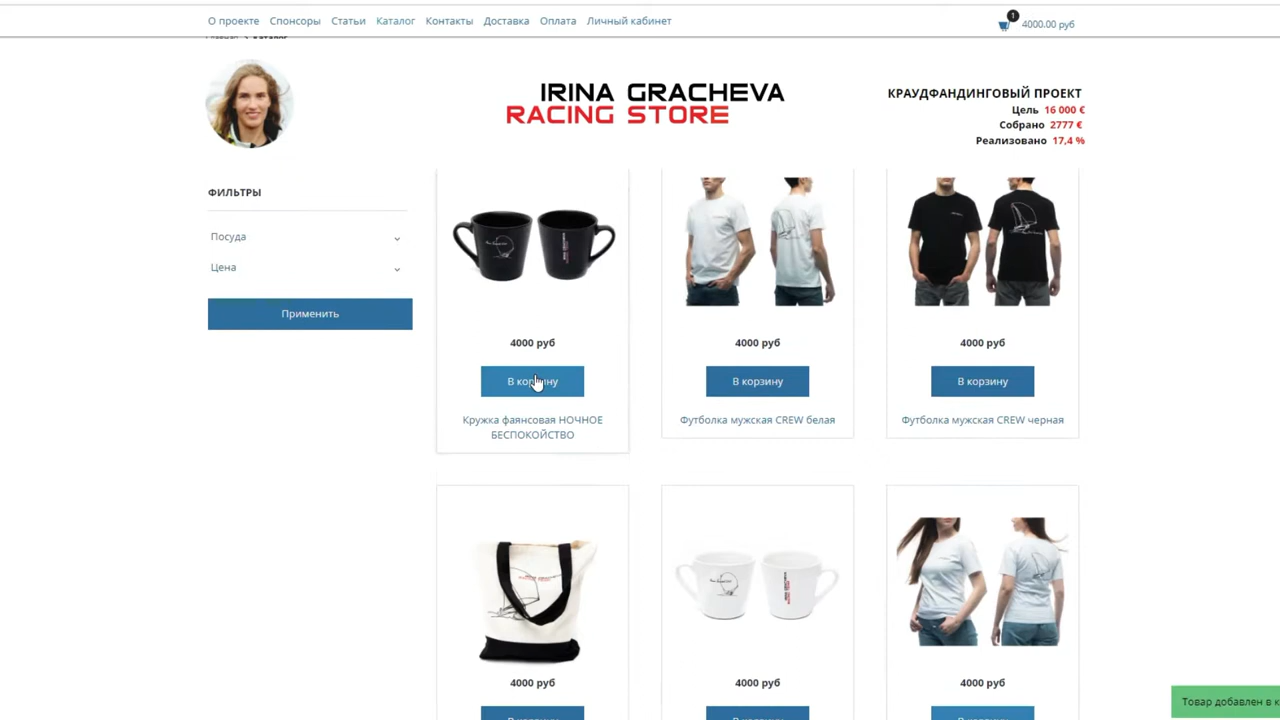 О проекте Спонсоры Статьи Каталог Контакты Доставка Оплата Личный кабинет 1 4000.00 руб
IRINA GRACHEVA
RACING STORE
КРАУДФАНДИНГОВЫЙ ПРОЕКТ
Цель 16 000 €
Собрано 2777 €
Реализовано 17,4 %
ФИЛЬТРЫ
Посуда
Цена
Применить
4000 руб 4000 руб 4000 руб
В корзину В корзину В корзину
Кружка фаянсовая НОЧНОЕ
БЕСПОКОЙСТВО
Футболка мужская CREW белая
Футболка мужская CREW черная
4000 руб 4000 руб 4000 руб
Товар добавлен в к